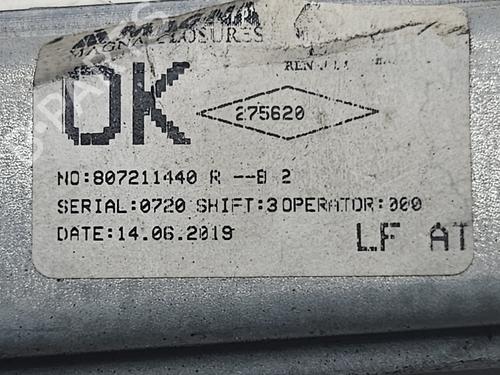 MAGNA CLOSURES
OK
275620
NO:807211440 R --B 2
SERIAL:0720 SHIFT:3 OPERATOR:000
DATE:14.06.2019
LF AT